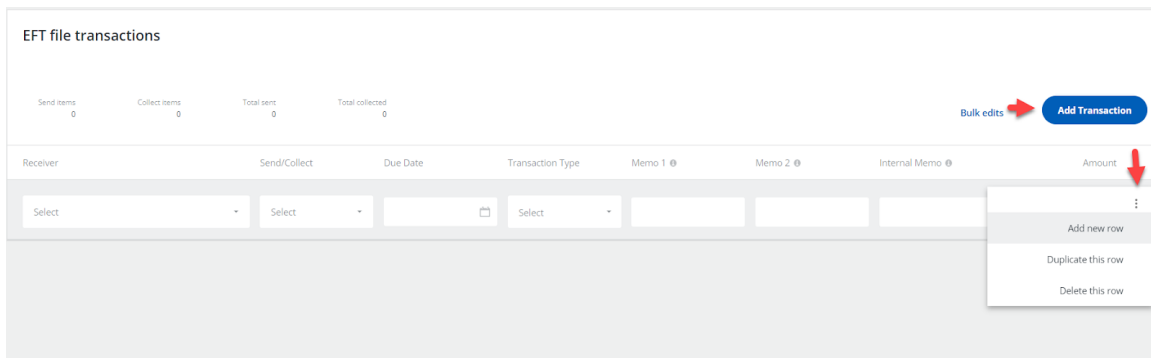 EFT file transactions
Send items Collect items Total sent Total collected
0 0 0 0
Bulk edits Add Transaction
Receiver Send/Collect Due Date Transaction Type Memo 1 Memo 2 Internal Memo Amount
Select Select Select
Add new row
Duplicate this row
Delete this row